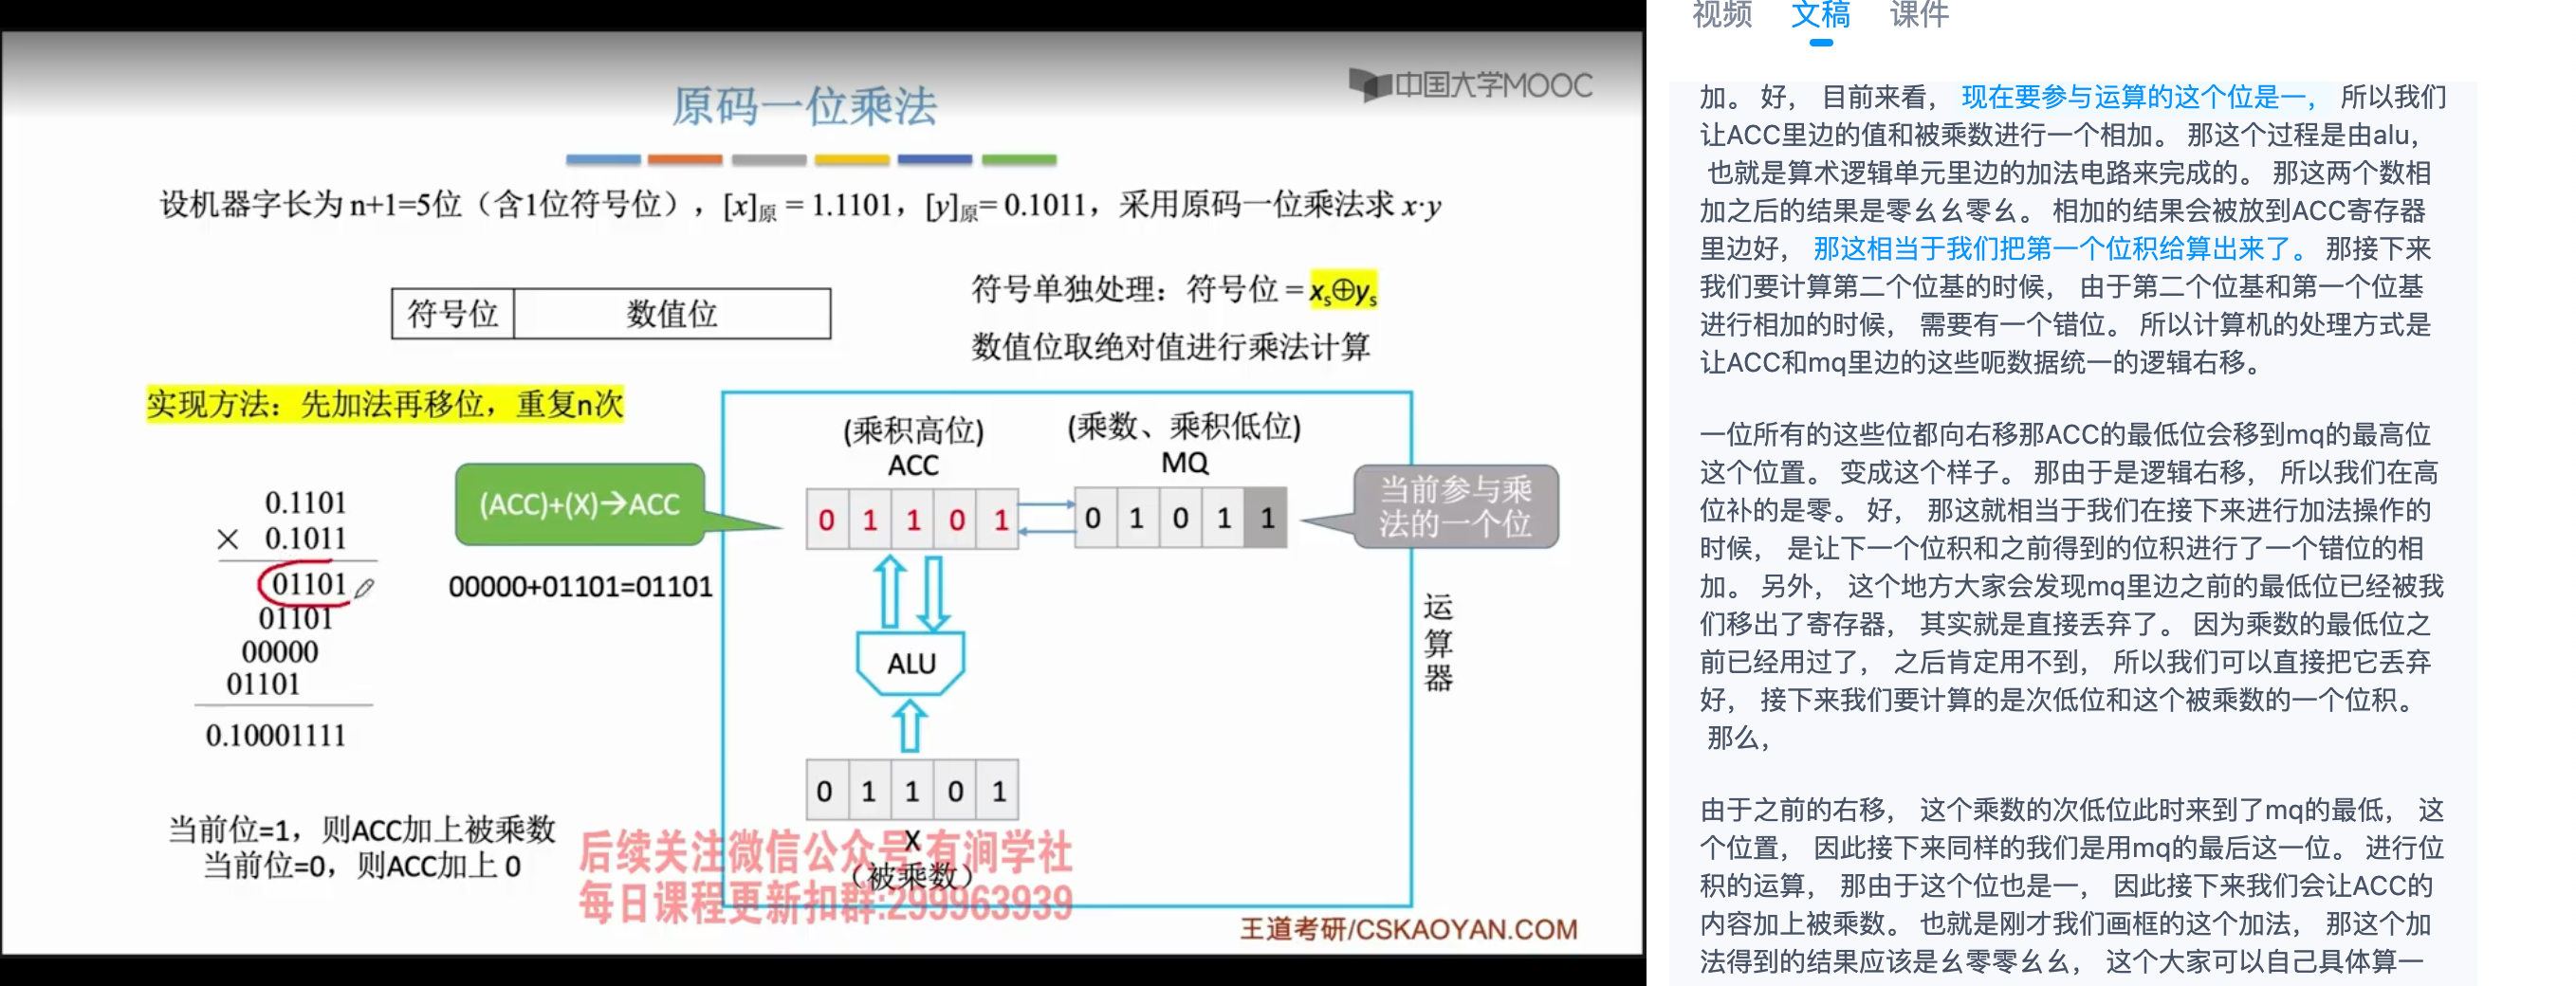 中国大学MOOC
原码一位乘法
设机器字长为 n+1=5位（含1位符号位），[x]原 = 1.1101，[y]原= 0.1011，采用原码一位乘法求 x·y
符号位 数值位
符号单独处理：符号位 = xs⊕ys
数值位取绝对值进行乘法计算
实现方法：先加法再移位，重复n次
(乘积高位)
ACC
(乘数、乘积低位)
MQ
(ACC)+(X)→ACC
0 1 1 0 1
0 1 0 1 1
当前参与乘
法的一个位
0.1101
× 0.1011
01101
01101
00000
01101
0.10001111
00000+01101=01101
ALU
运算器
0 1 1 0 1
X
（被乘数）
当前位=1，则ACC加上被乘数
当前位=0，则ACC加上 0
后续关注微信公众号:有涧学社
每日课程更新扣群:299963939
王道考研/CSKAOYAN.COM
视频 文稿 课件
加。 好， 目前来看， 现在要参与运算的这个位是一， 所以我们
让ACC里边的值和被乘数进行一个相加。 那这个过程是由alu，
也就是算术逻辑单元里边的加法电路来完成的。 那这两个数相
加之后的结果是零幺幺零幺。 相加的结果会被放到ACC寄存器
里边好， 那这相当于我们把第一个位积给算出来了。 那接下来
我们要计算第二个位基的时候， 由于第二个位基和第一个位基
进行相加的时候， 需要有一个错位。 所以计算机的处理方式是
让ACC和mq里边的这些呃数据统一的逻辑右移。
一位所有的这些位都向右移那ACC的最低位会移到mq的最高位
这个位置。 变成这个样子。 那由于是逻辑右移， 所以我们在高
位补的是零。 好， 那这就相当于我们在接下来进行加法操作的
时候， 是让下一个位积和之前得到的位积进行了一个错位的相
加。 另外， 这个地方大家会发现mq里边之前的最低位已经被我
们移出了寄存器， 其实就是直接丢弃了。 因为乘数的最低位之
前已经用过了， 之后肯定用不到， 所以我们可以直接把它丢弃
好， 接下来我们要计算的是次低位和这个被乘数的一个位积。
那么，
由于之前的右移， 这个乘数的次低位此时来到了mq的最低， 这
个位置， 因此接下来同样的我们是用mq的最后这一位。 进行位
积的运算， 那由于这个位也是一， 因此接下来我们会让ACC的
内容加上被乘数。 也就是刚才我们画框的这个加法， 那这个加
法得到的结果应该是幺零零幺幺， 这个大家可以自己具体算一